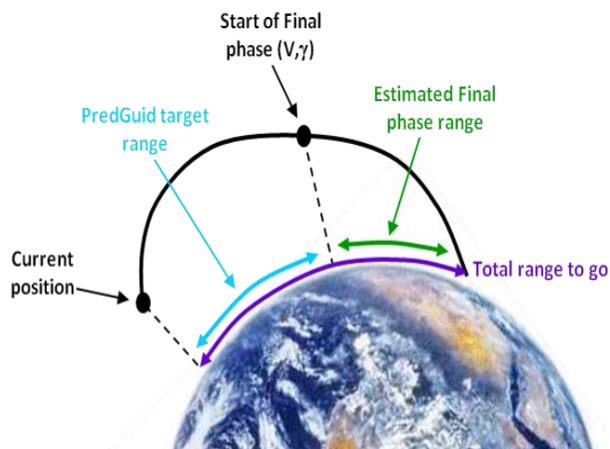 Start of Final
phase (V,γ)
PredGuid target
range
Estimated Final
phase range
Current
position
Total range to go